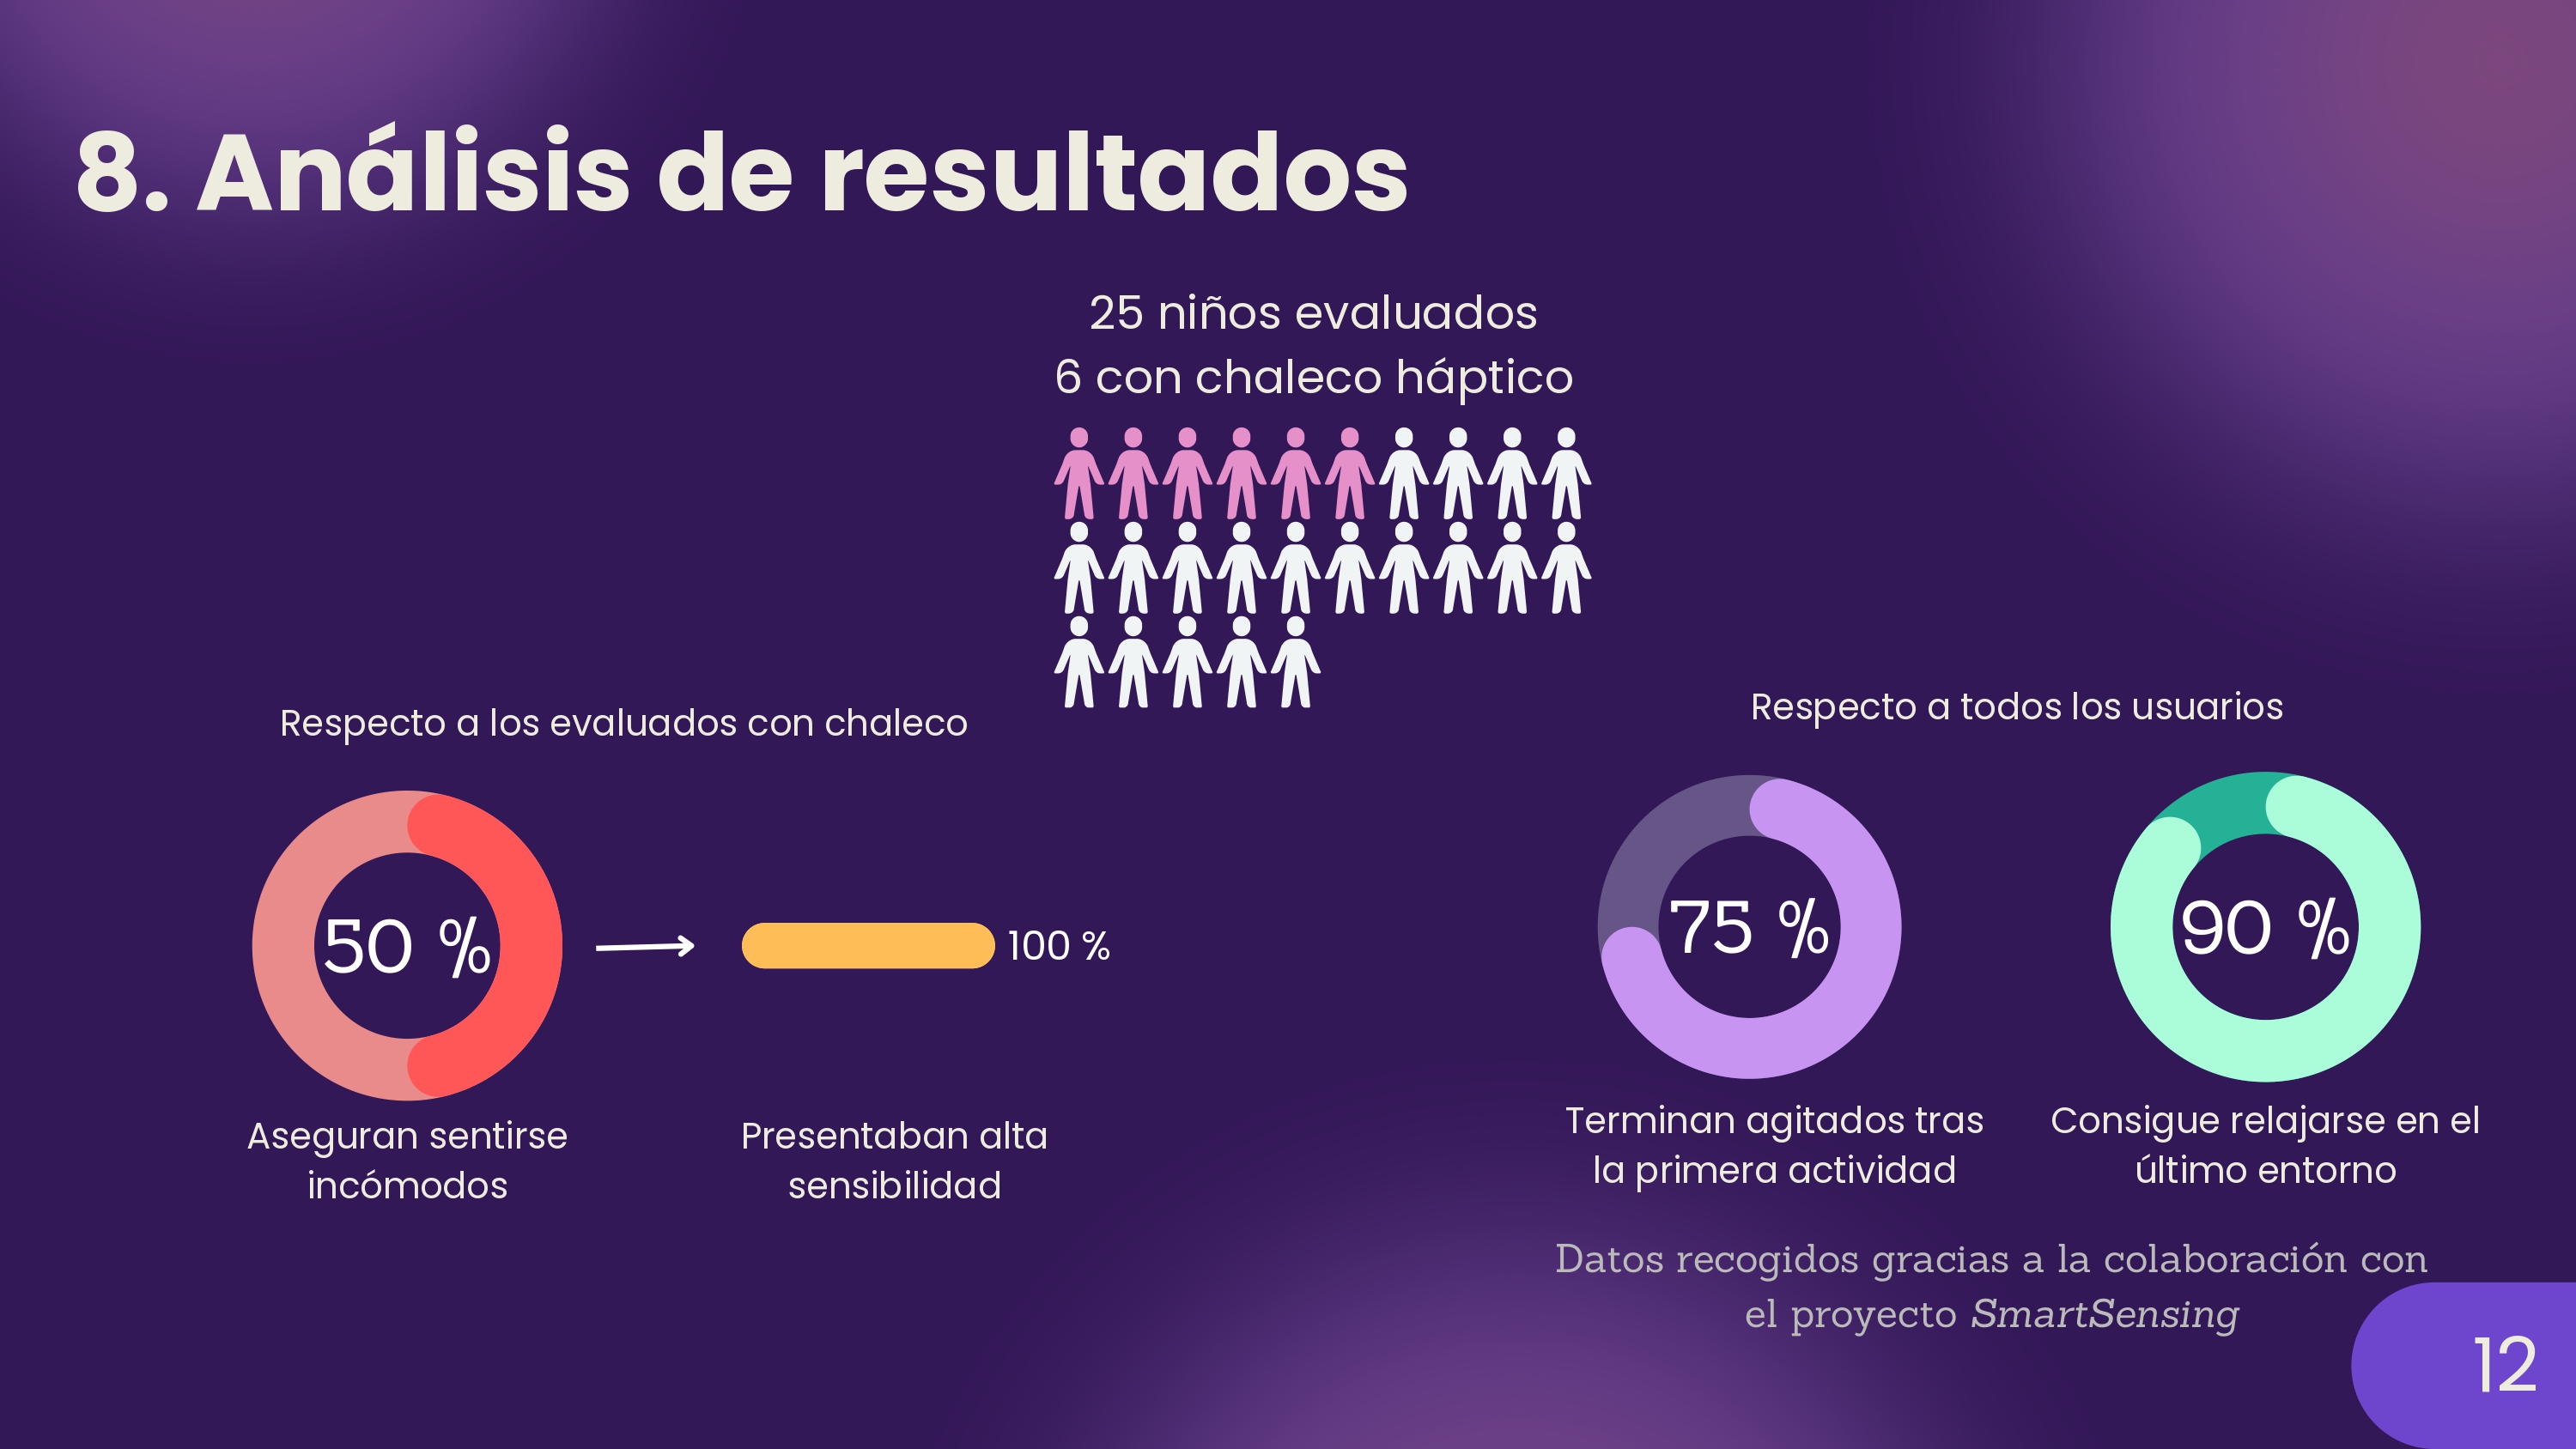 8. Análisis de resultados
25 niños evaluados
6 con chaleco háptico
Respecto a los evaluados con chaleco
50 %
100 %
Aseguran sentirse
incómodos
Presentaban alta
sensibilidad
Respecto a todos los usuarios
75 %
90 %
Terminan agitados tras
la primera actividad
Consigue relajarse en el
último entorno
Datos recogidos gracias a la colaboración con
el proyecto SmartSensing
12